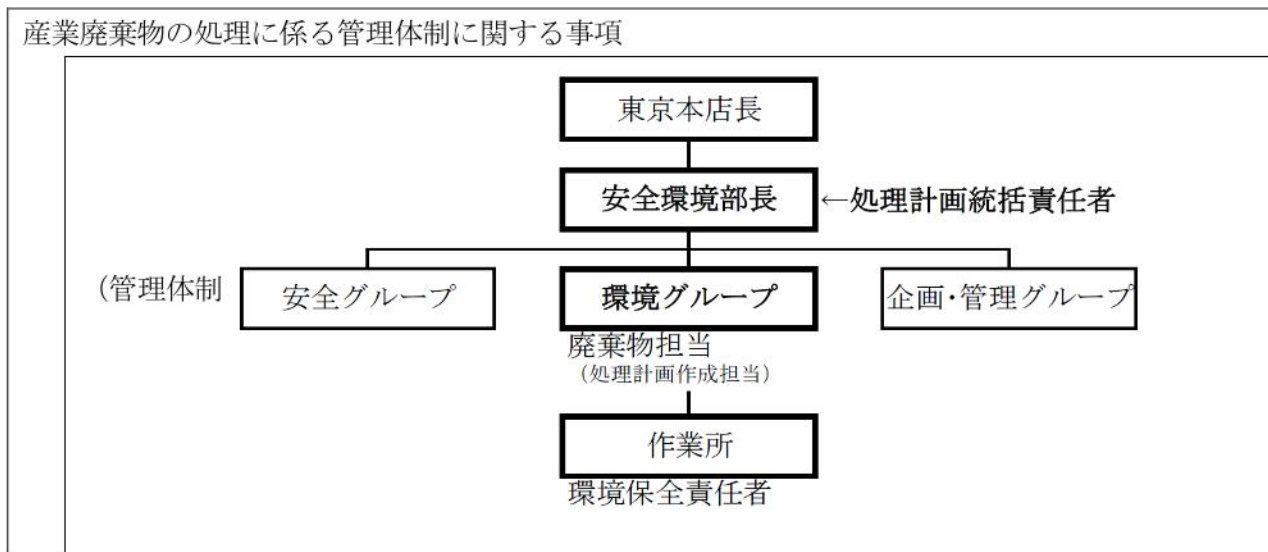 産業廃棄物の処理に係る管理体制に関する事項
東京本店長
安全環境部長 ←処理計画統括責任者
(管理体制 安全グループ 環境グループ 企画・管理グループ
廃棄物担当
(処理計画作成担当)
作業所
環境保全責任者